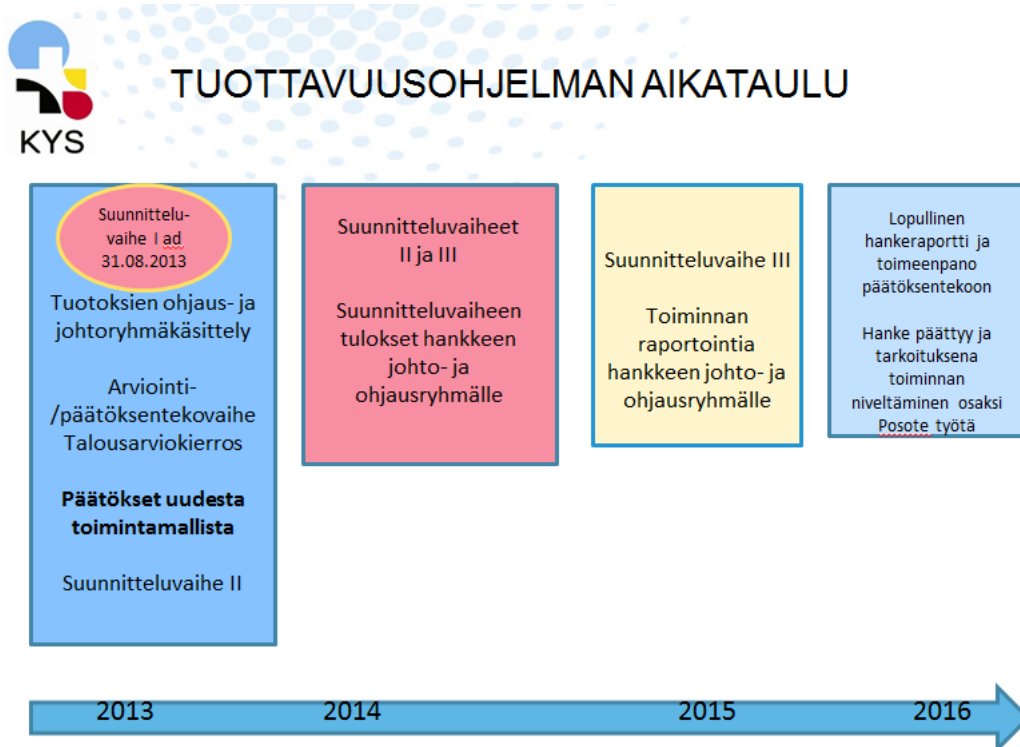 KYS
TUOTTAVUUSOHJELMAN AIKATAULU
Suunnittelu-
vaihe I ad
31.08.2013
Tuotoksien ohjaus- ja
johtoryhmäkäsittely
Arviointi-
/päätöksentekovaihe
Talousarviokierros
Päätökset uudesta
toimintamallista
Suunnitteluvaihe II
Suunnitteluvaiheet
II ja III
Suunnitteluvaiheen
tulokset hankkeen
johto- ja
ohjausryhmälle
Suunnitteluvaihe III
Toiminnan
raportointia
hankkeen johto- ja
ohjausryhmälle
Lopullinen
hankeraportti ja
toimeenpano
päätöksentekoon
Hanke päättyy ja
tarkoituksena
toiminnan
niveltäminen osaksi
Posote työtä
2013
2014
2015
2016